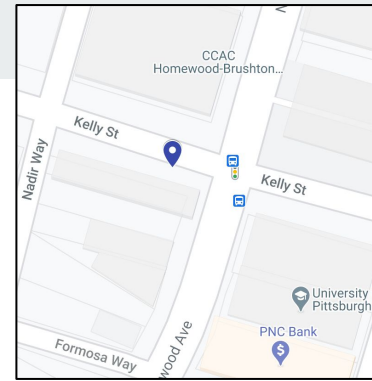 CCAC
Homewood-Brushton...
Kelly St
Nadir Way
Kelly St
University
Pittsburgh
PNC Bank
$
Formosa Way
wood Ave